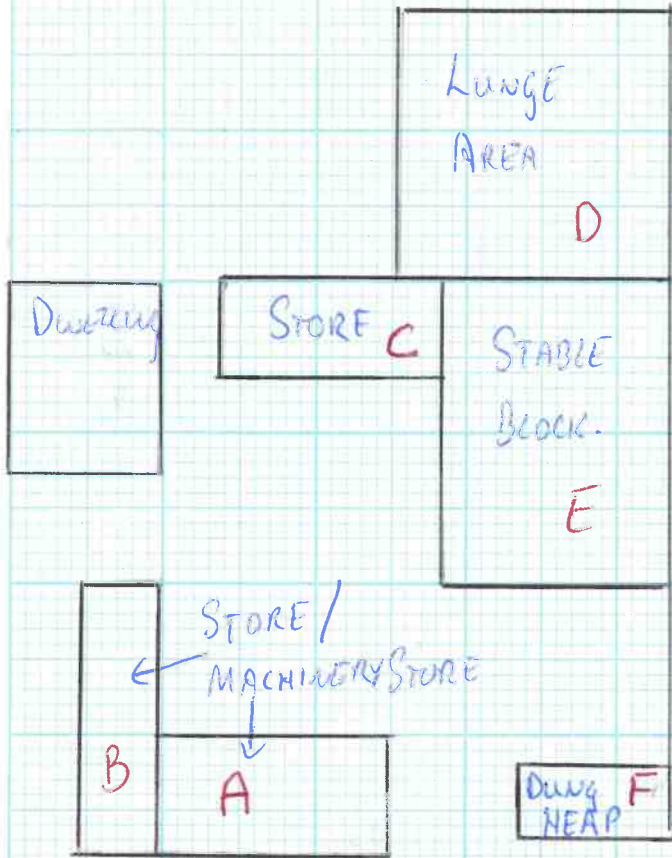 LUNGE
AREA
D
DWELLING
STORE C
STABLE
BLOCK.
E
STORE /
MACHINERY STORE
B
A
DUNG F
HEAP